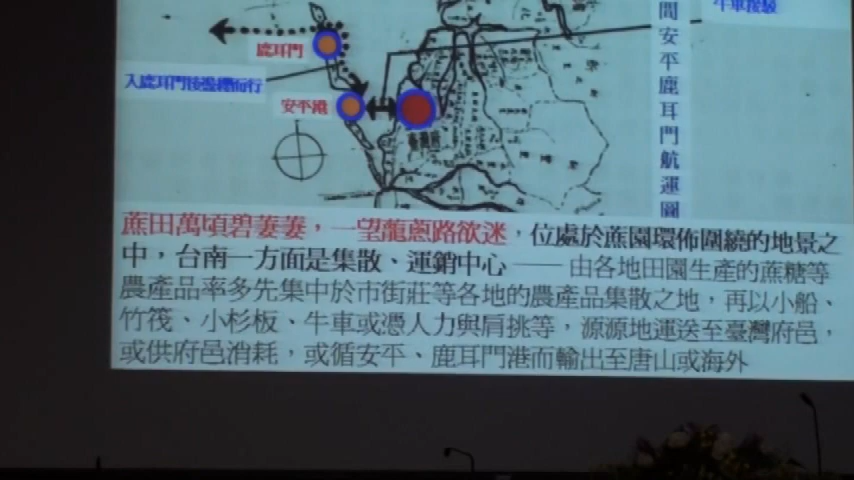 牛車接駁
鹿耳門
入鹿耳門後
安平港
間安平鹿耳門航運圖
臺灣府
蔗田萬頃碧萋萋，一望蘢蔥路欲迷，位處於蔗園環佈圍繞的地景之
中，台南一方面是集散、運銷中心——由各地田園生產的蔗糖等
農產品率多先集中於市街莊等各地的農產品集散之地，再以小船、
竹筏、小杉板、牛車或憑人力與肩挑等，源源地運送至臺灣府邑，
或供府邑消耗，或循安平、鹿耳門港而輸出至唐山或海外